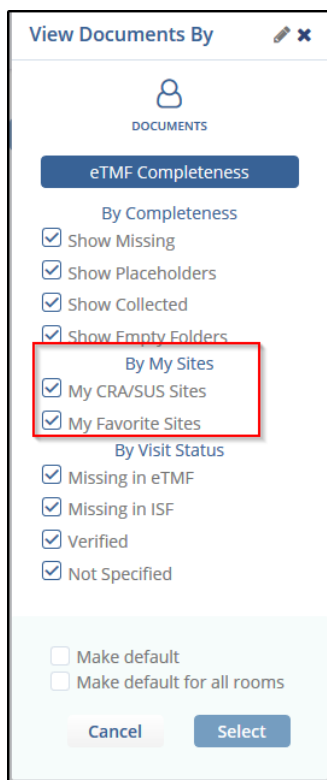 View Documents By
DOCUMENTS
eTMF Completeness
By Completeness
Show Missing
Show Placeholders
Show Collected
Show Empty Folders
By My Sites
My CRA/SUS Sites
My Favorite Sites
By Visit Status
Missing in eTMF
Missing in ISF
Verified
Not Specified
Make default
Make default for all rooms
Cancel Select